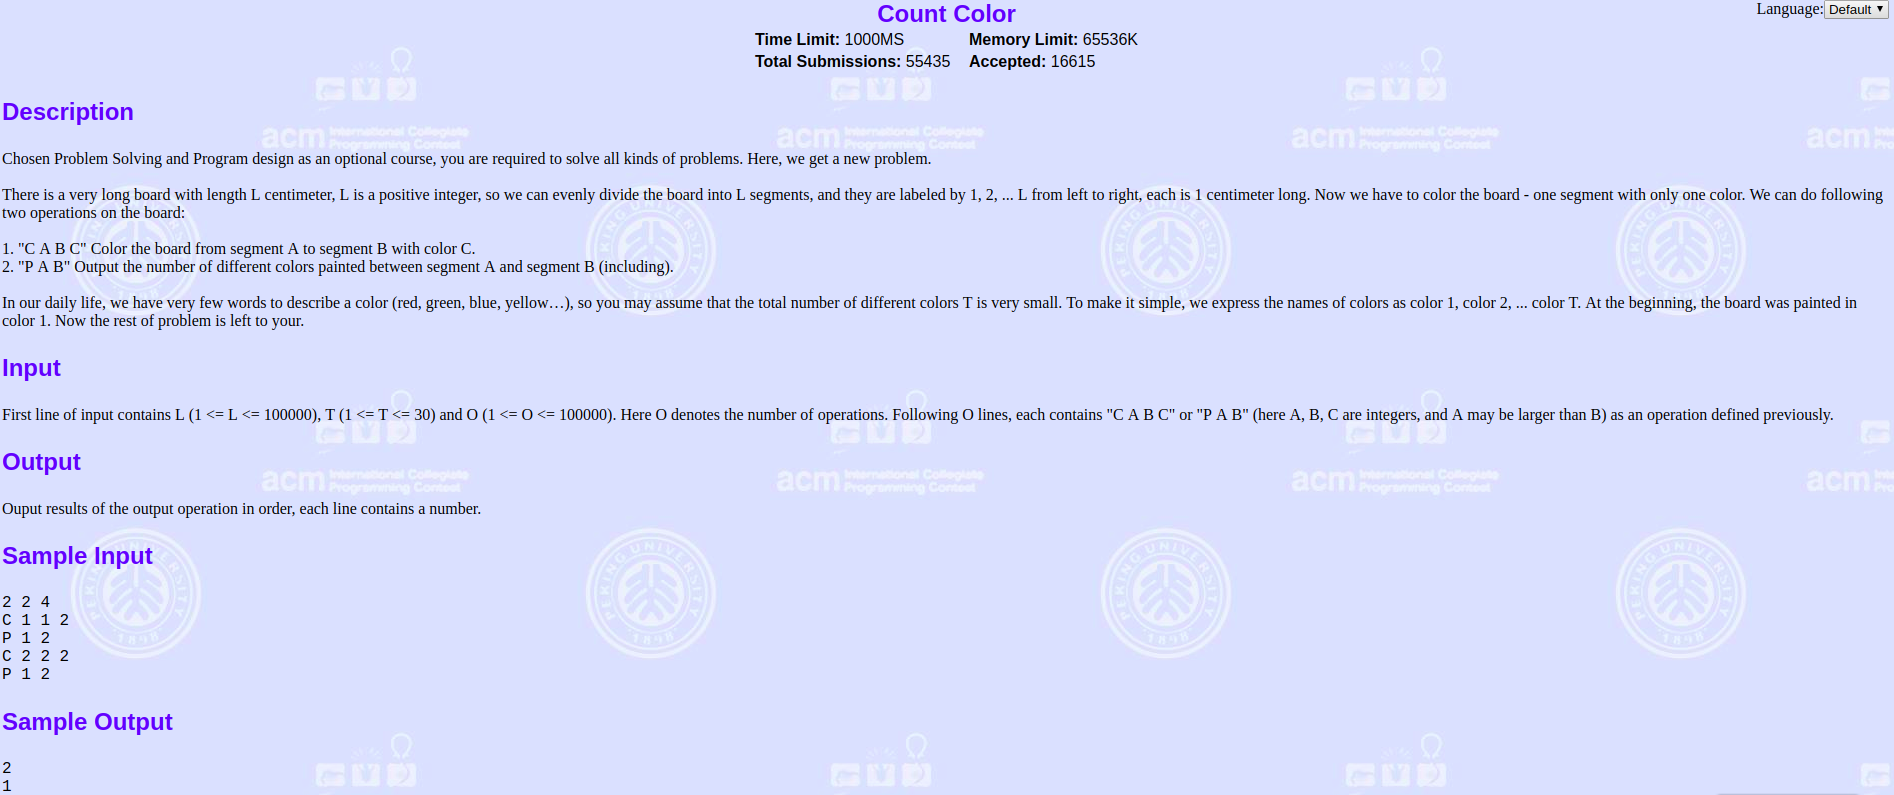 Count Color
Language: Default
Time Limit: 1000MS Memory Limit: 65536K
Total Submissions: 55435 Accepted: 16615
Description
Chosen Problem Solving and Program design as an optional course, you are required to solve all kinds of problems. Here, we get a new problem.
There is a very long board with length L centimeter, L is a positive integer, so we can evenly divide the board into L segments, and they are labeled by 1, 2, ... L from left to right, each is 1 centimeter long. Now we have to color the board - one segment with only one color. We can do following
two operations on the board:
1. "C A B C" Color the board from segment A to segment B with color C.
2. "P A B" Output the number of different colors painted between segment A and segment B (including).
In our daily life, we have very few words to describe a color (red, green, blue, yellow…), so you may assume that the total number of different colors T is very small. To make it simple, we express the names of colors as color 1, color 2, ... color T. At the beginning, the board was painted in
color 1. Now the rest of problem is left to your.
Input
First line of input contains L (1 <= L <= 100000), T (1 <= T <= 30) and O (1 <= O <= 100000). Here O denotes the number of operations. Following O lines, each contains "C A B C" or "P A B" (here A, B, C are integers, and A may be larger than B) as an operation defined previously.
Output
Ouput results of the output operation in order, each line contains a number.
Sample Input
2 2 4
C 1 1 2
P 1 2
C 2 2 2
P 1 2
Sample Output
2
1
acm International Collegiate
Programming Contest
PEKING UNIVERSITY
1898